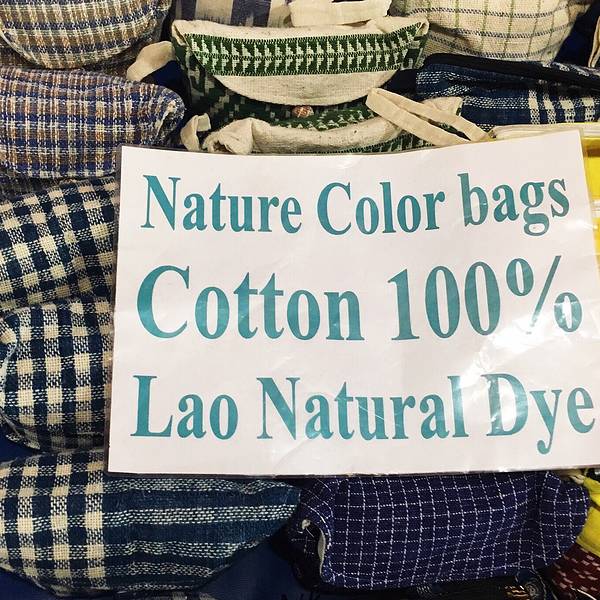 Nature Color bags
Cotton 100%
Lao Natural Dye